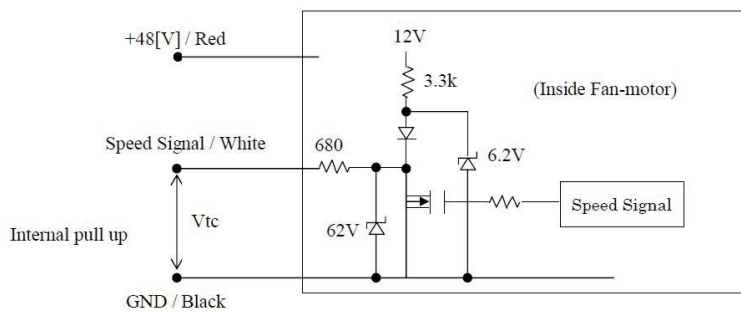 +48[V] / Red
12V
3.3k
(Inside Fan-motor)
Speed Signal / White
680
6.2V
Speed Signal
62V
Vtc
Internal pull up
GND / Black